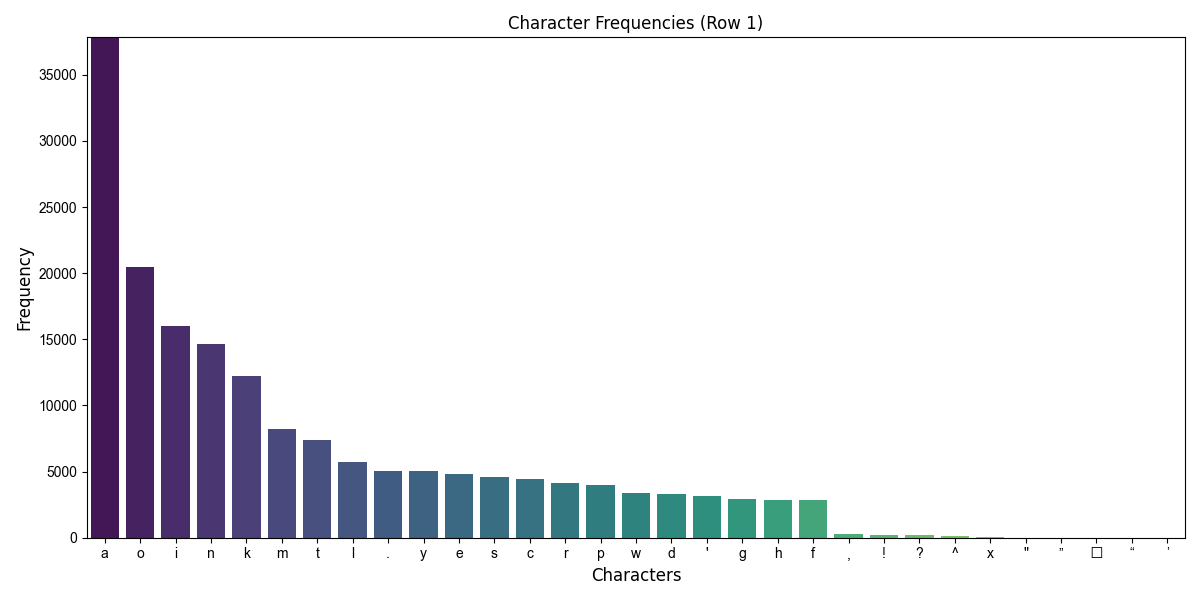 Character Frequencies (Row 1)
Frequency
35000
30000
25000
20000
15000
10000
5000
0
a o i n k m t l . y e s c r p w d ' g h f , ! ? ^ x " ” □ “ ’
Characters